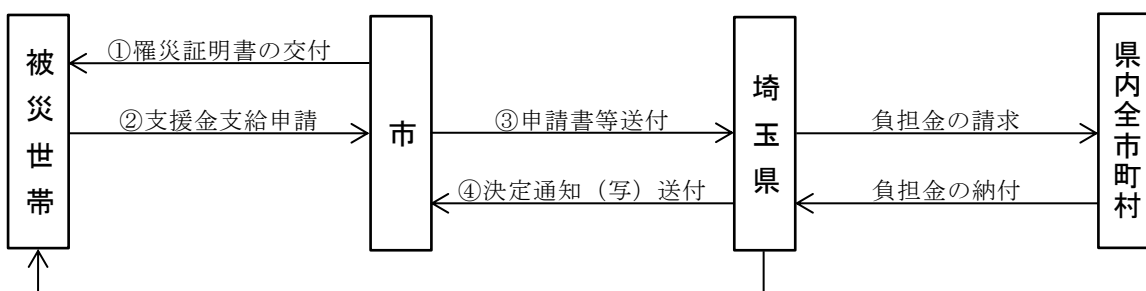 被災世帯
①罹災証明書の交付
②支援金支給申請
市
③申請書等送付
④決定通知（写）送付
埼玉県
負担金の請求
負担金の納付
県内全市町村